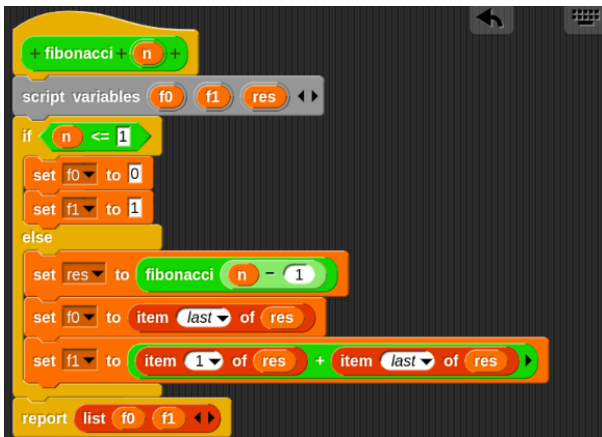 + fibonacci + n +
script variables f0 f1 res
if n <= 1
set f0 to 0
set f1 to 1
else
set res to fibonacci n - 1
set f0 to item last of res
set f1 to item 1 of res + item last of res
report list f0 f1